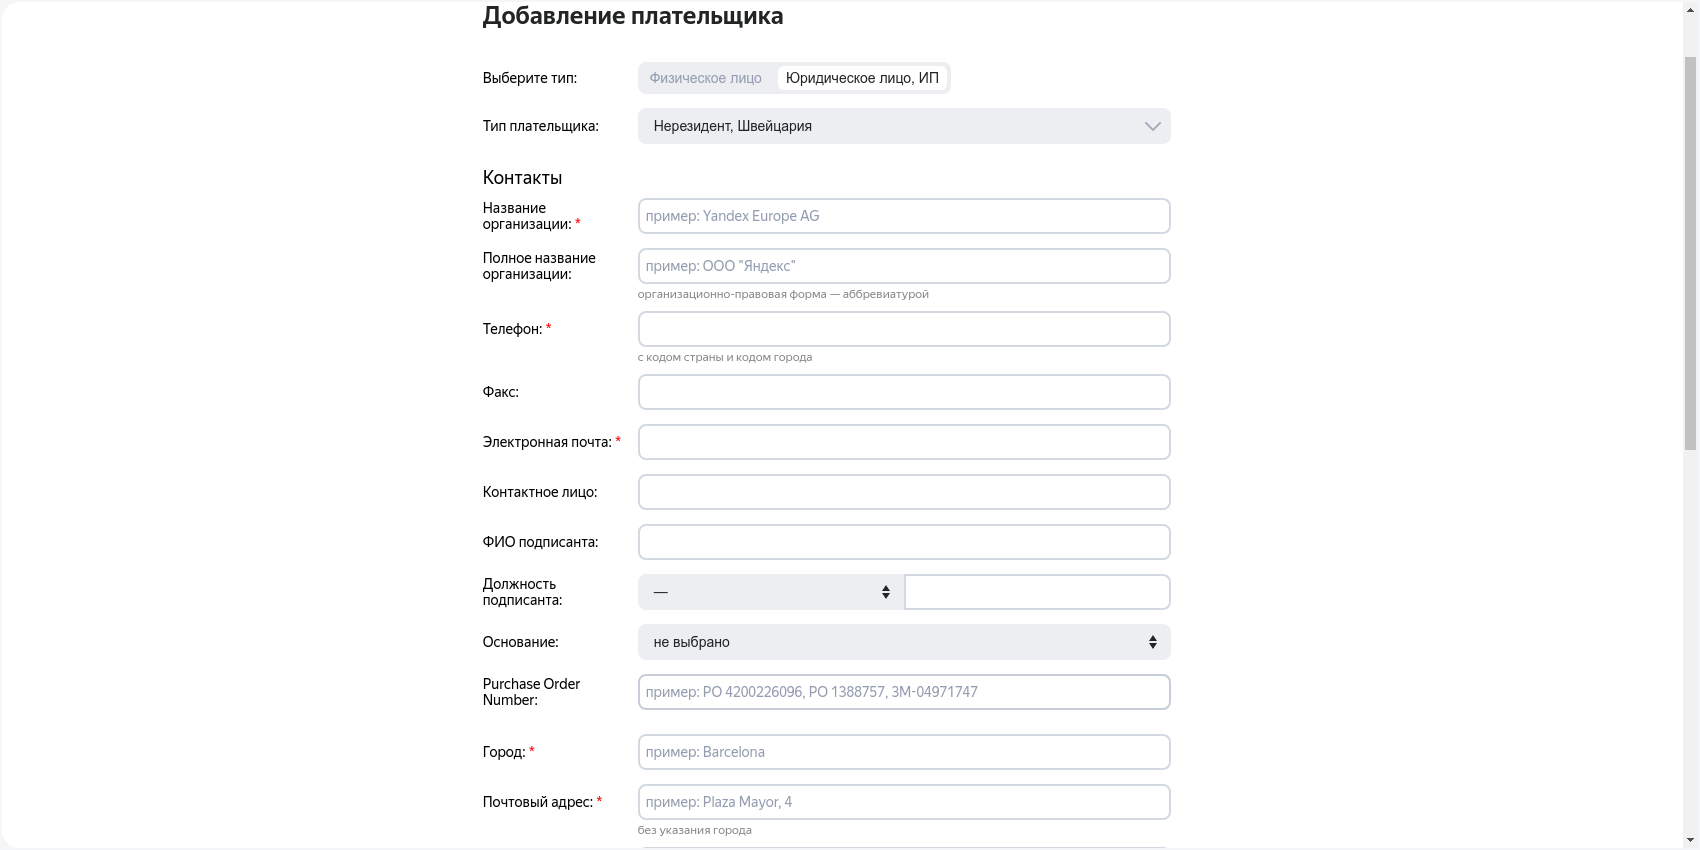 Добавление плательщика
Выберите тип:
Физическое лицо
Юридическое лицо, ИП
Тип плательщика:
Нерезидент, Швейцария
Контакты
Название
организации: *
пример: Yandex Europe AG
Полное название
организации:
пример: ООО "Яндекс"
организационно-правовая форма — аббревиатурой
Телефон: *
с кодом страны и кодом города
Факс:
Электронная почта: *
Контактное лицо:
ФИО подписанта:
Должность
подписанта:
—
Основание:
не выбрано
Purchase Order
Number:
пример: PO 4200226096, PO 1388757, 3M-04971747
Город: *
пример: Barcelona
Почтовый адрес: *
пример: Plaza Mayor, 4
без указания города